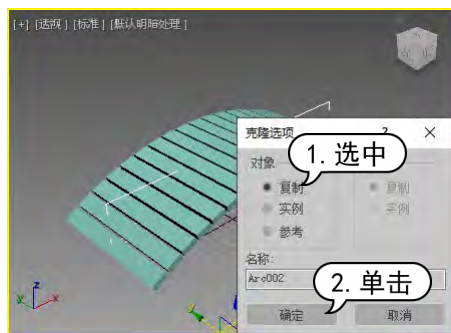 [+] [透视] [标准] [默认明暗处理]
克隆选项 ? ×
1. 选中
对象
复制 复制
实例 实例
参考
名称:
Arc002
2. 单击
确定 取消
z
y x